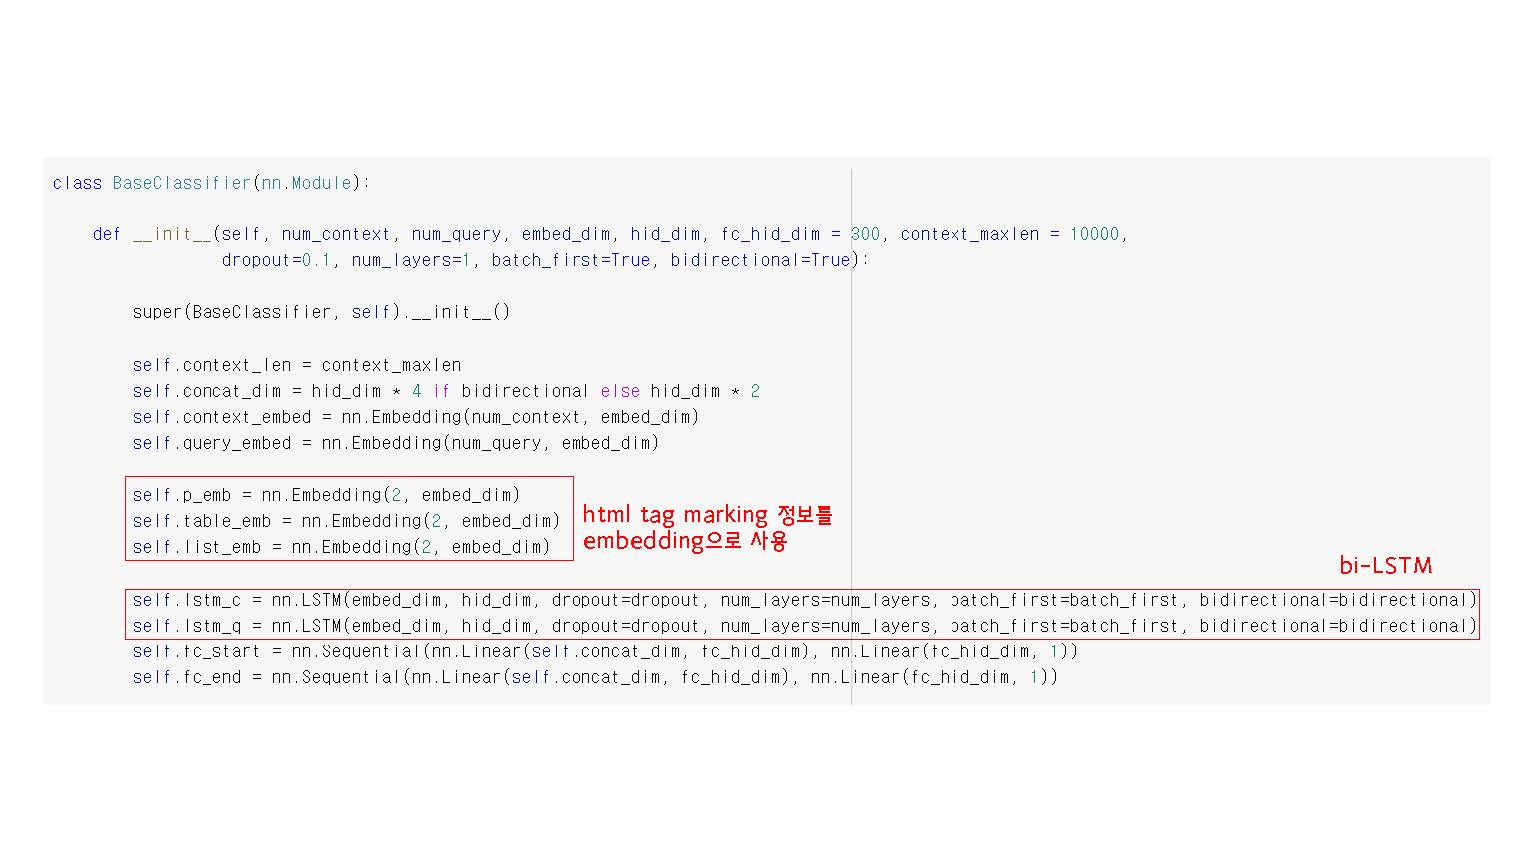 class BaseClassifier(nn.Module):
def __init__(self, num_context, num_query, embed_dim, hid_dim, fc_hid_dim = 300, context_maxlen = 10000,
dropout=0.1, num_layers=1, batch_first=True, bidirectional=True):
super(BaseClassifier, self).__init__()
self.context_len = context_maxlen
self.concat_dim = hid_dim * 4 if bidirectional else hid_dim * 2
self.context_embed = nn.Embedding(num_context, embed_dim)
self.query_embed = nn.Embedding(num_query, embed_dim)
self.p_emb = nn.Embedding(2, embed_dim)
self.table_emb = nn.Embedding(2, embed_dim)
self.list_emb = nn.Embedding(2, embed_dim)
html tag marking 정보를
embedding으로 사용
bi-LSTM
self.lstm_c = nn.LSTM(embed_dim, hid_dim, dropout=dropout, num_layers=num_layers, batch_first=batch_first, bidirectional=bidirectional)
self.lstm_q = nn.LSTM(embed_dim, hid_dim, dropout=dropout, num_layers=num_layers, batch_first=batch_first, bidirectional=bidirectional)
self.fc_start = nn.Sequential(nn.Linear(self.concat_dim, fc_hid_dim), nn.Linear(fc_hid_dim, 1))
self.fc_end = nn.Sequential(nn.Linear(self.concat_dim, fc_hid_dim), nn.Linear(fc_hid_dim, 1))